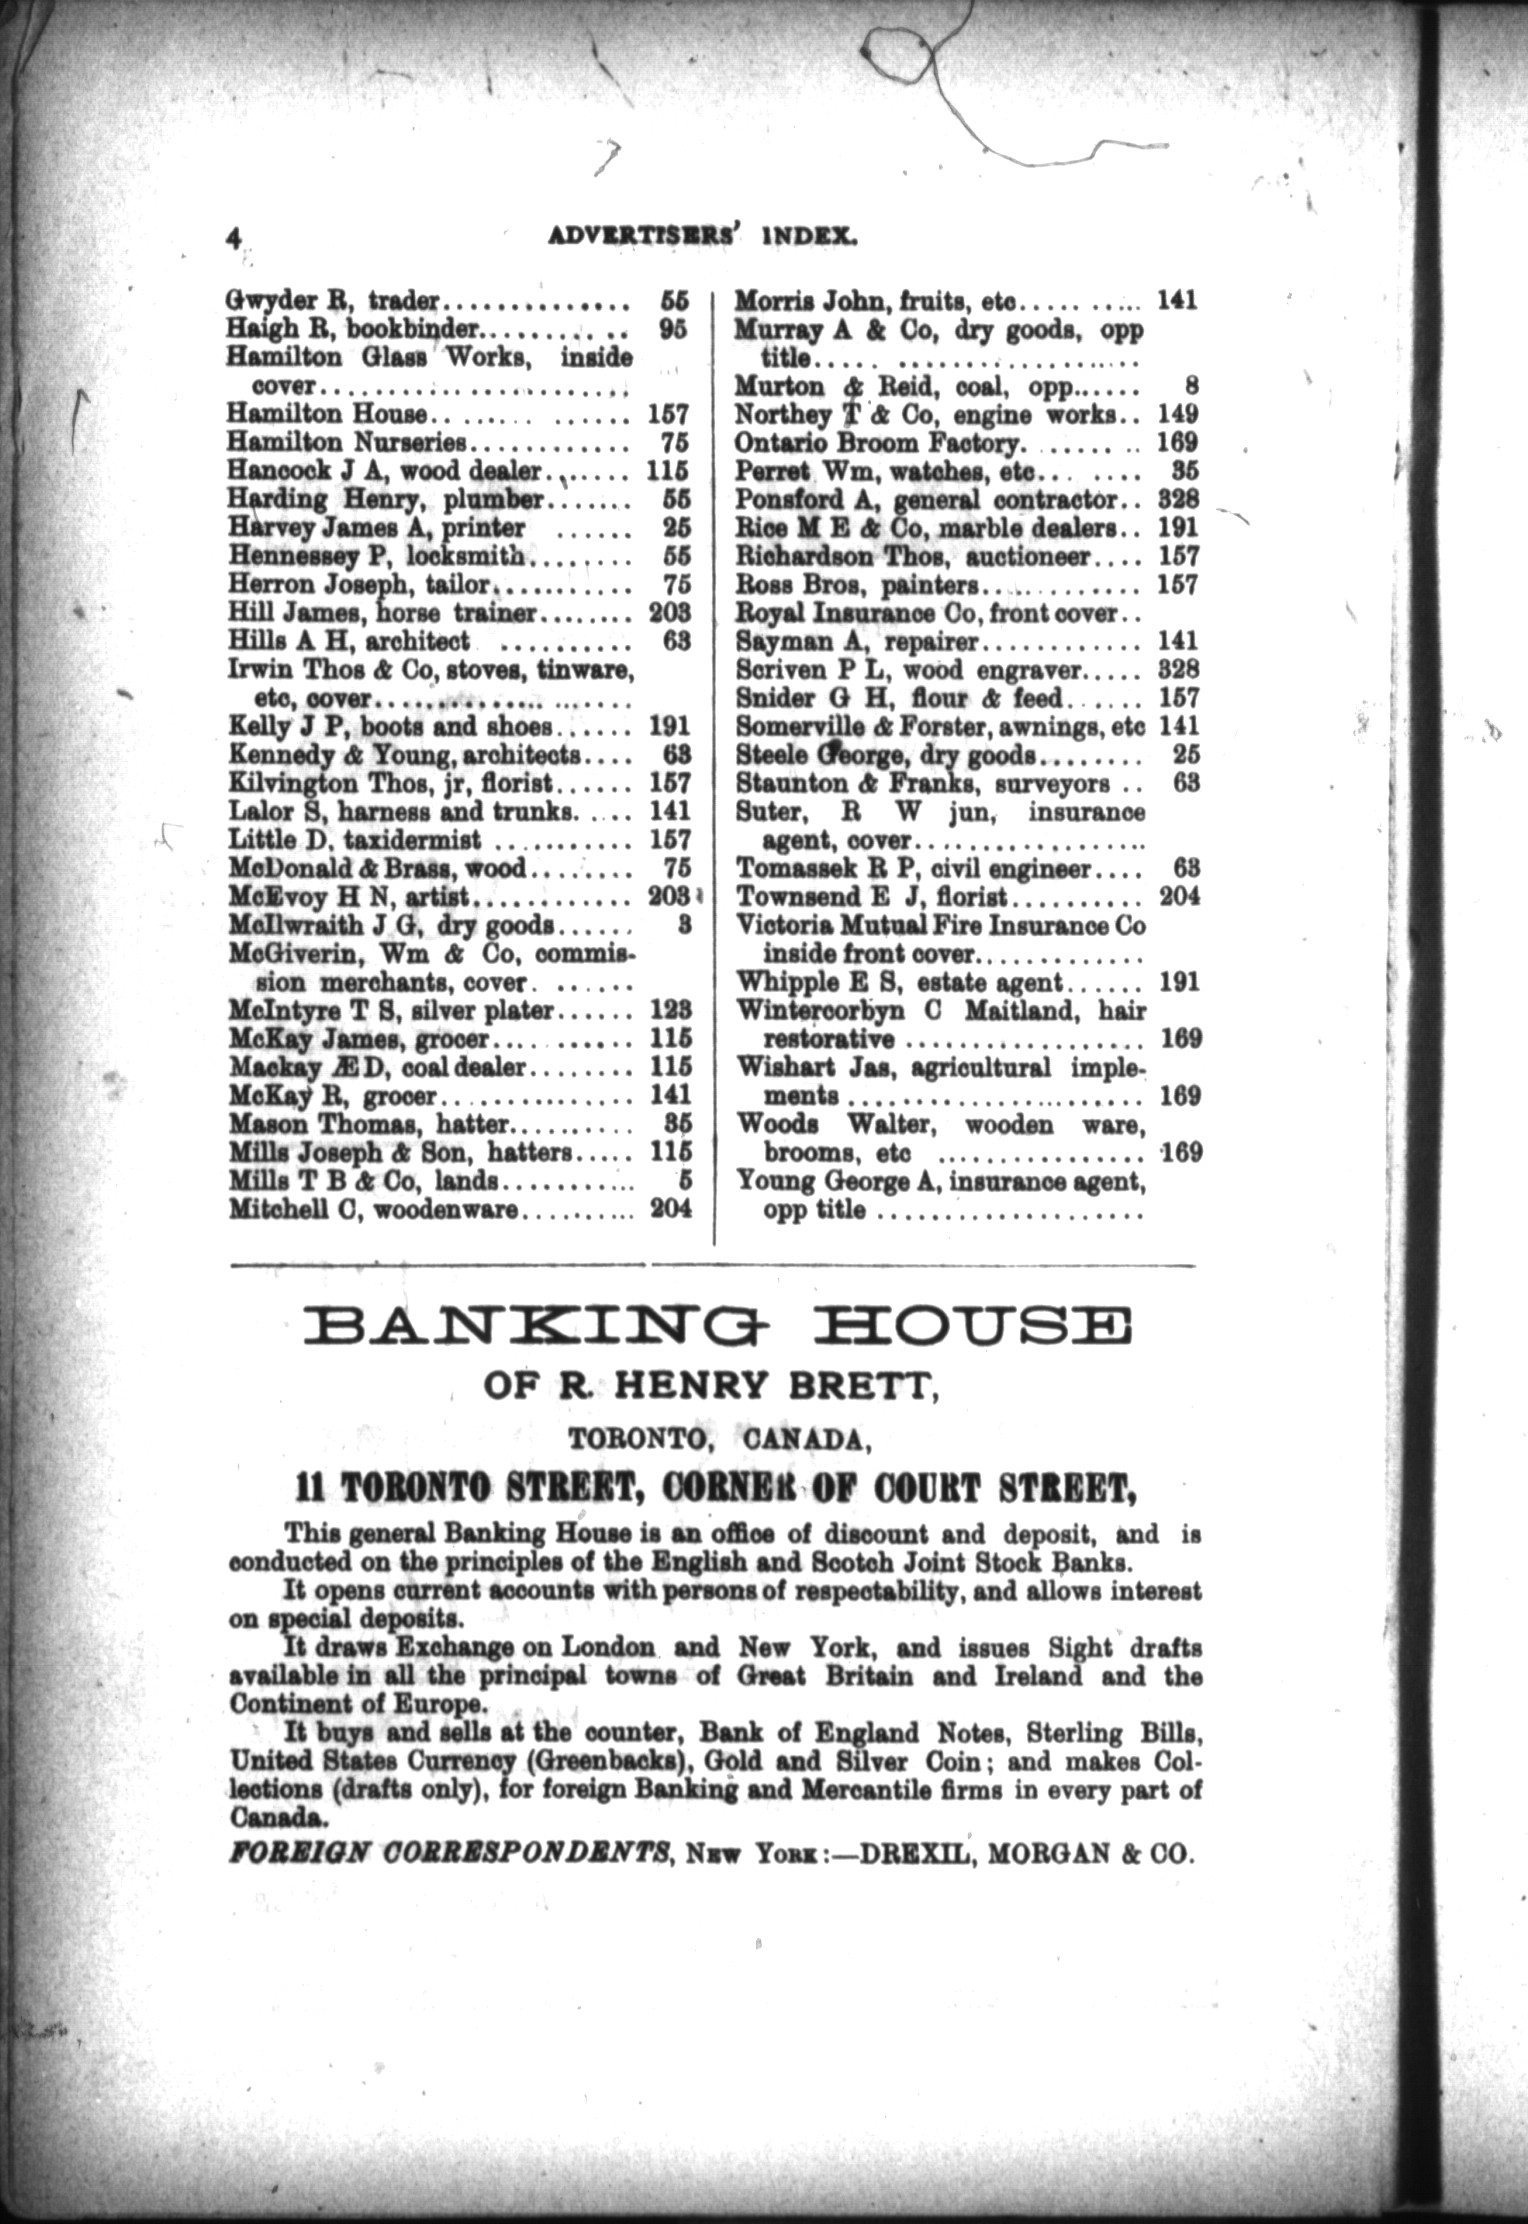 4
ADVERTISERS' INDEX.
Gwyder R, trader.............. 55
Haigh R, bookbinder........... 95
Hamilton Glass Works, inside
cover.......................
Hamilton House.............. 157
Hamilton Nurseries............ 75
Hancock J A, wood dealer....... 115
Harding Henry, plumber....... 55
Harvey James A, printer ...... 25
Hennessey P, locksmith........ 55
Herron Joseph, tailor........... 75
Hill James, horse trainer........ 203
Hills A H, architect .......... 63
Irwin Thos & Co, stoves, tinware,
etc, cover...................
Kelly J P, boots and shoes...... 191
Kennedy & Young, architects.... 63
Kilvington Thos, jr, florist...... 157
Lalor S, harness and trunks..... 141
Little D, taxidermist ........... 157
McDonald & Brass, wood........ 75
McEvoy H N, artist............ 203
McIlwraith J G, dry goods...... 3
McGiverin, Wm & Co, commis-
sion merchants, cover.......
McIntyre T S, silver plater...... 123
McKay James, grocer........... 115
Mackay Æ D, coal dealer........ 115
McKay R, grocer............... 141
Mason Thomas, hatter.......... 35
Mills Joseph & Son, hatters..... 115
Mills T B & Co, lands........... 5
Mitchell C, woodenware.......... 204
Morris John, fruits, etc.......... 141
Murray A & Co, dry goods, opp
title.......................
Murton & Reid, coal, opp...... 8
Northey T & Co, engine works.. 149
Ontario Broom Factory......... 169
Perret Wm, watches, etc....... 35
Ponsford A, general contractor.. 328
Rice M E & Co, marble dealers.. 191
Richardson Thos, auctioneer.... 157
Ross Bros, painters............ 157
Royal Insurance Co, front cover..
Sayman A, repairer............ 141
Scriven P L, wood engraver..... 328
Snider G H, flour & feed...... 157
Somerville & Forster, awnings, etc 141
Steele George, dry goods........ 25
Staunton & Franks, surveyors .. 63
Suter, R W jun, insurance
agent, cover.................
Tomassek R P, civil engineer.... 63
Townsend E J, florist.......... 204
Victoria Mutual Fire Insurance Co
inside front cover.............
Whipple E S, estate agent...... 191
Wintercorbyn C Maitland, hair
restorative .................. 169
Wishart Jas, agricultural imple-
ments ...................... 169
Woods Walter, wooden ware,
brooms, etc ................ 169
Young George A, insurance agent,
opp title ....................
BANKING HOUSE
OF R. HENRY BRETT,
TORONTO, CANADA,
11 TORONTO STREET, CORNER OF COURT STREET,
This general Banking House is an office of discount and deposit, and is
conducted on the principles of the English and Scotch Joint Stock Banks.
It opens current accounts with persons of respectability, and allows interest
on special deposits.
It draws Exchange on London and New York, and issues Sight drafts
available in all the principal towns of Great Britain and Ireland and the
Continent of Europe.
It buys and sells at the counter, Bank of England Notes, Sterling Bills,
United States Currency (Greenbacks), Gold and Silver Coin; and makes Col-
lections (drafts only), for foreign Banking and Mercantile firms in every part of
Canada.
FOREIGN CORRESPONDENTS, NEW YORK:—DREXIL, MORGAN & CO.